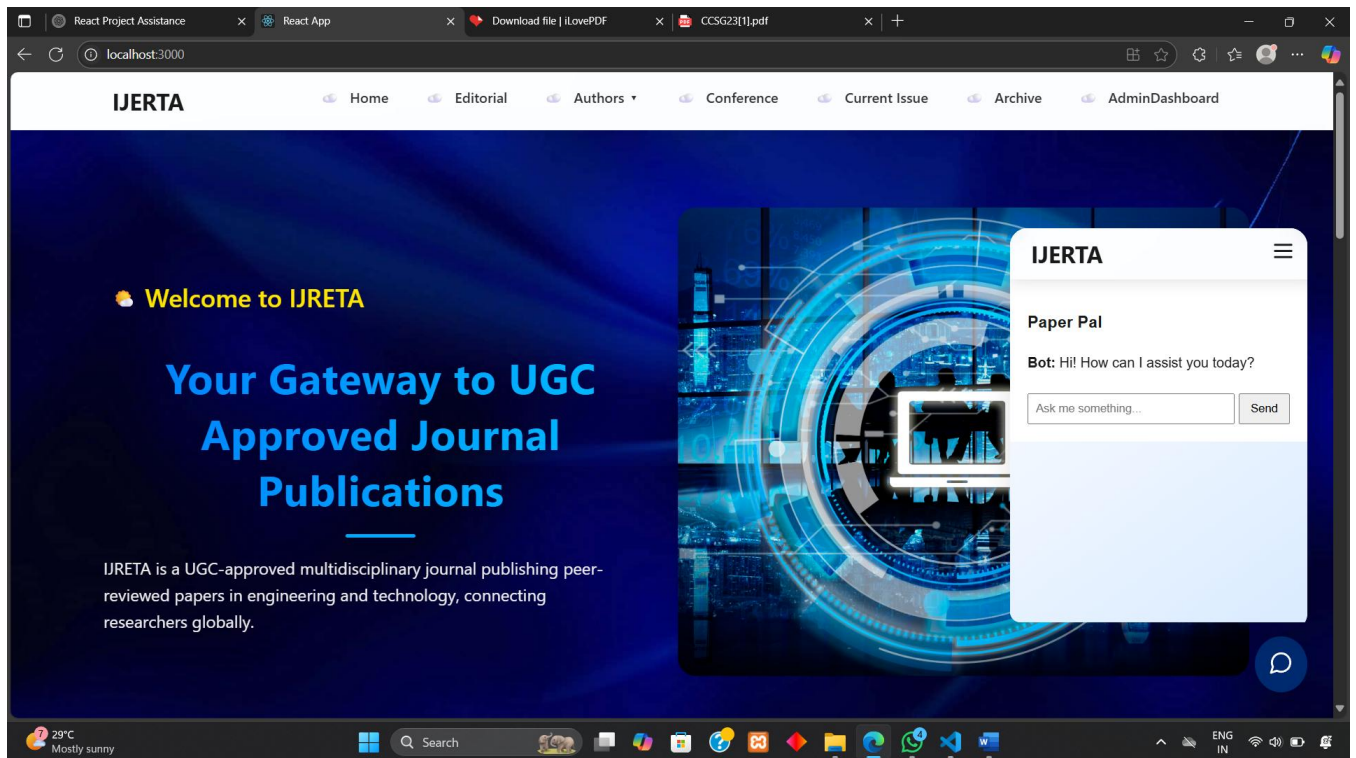 React Project Assistance
React App
Download file | iLovePDF
CCSG23[1].pdf
localhost:3000
IJERTA
Home
Editorial
Authors ▾
Conference
Current Issue
Archive
AdminDashboard
Welcome to IJRETA
Your Gateway to UGC
Approved Journal
Publications
IJRETA is a UGC-approved multidisciplinary journal publishing peer-
reviewed papers in engineering and technology, connecting
researchers globally.
IJERTA
Paper Pal
Bot: Hi! How can I assist you today?
Ask me something...
Send
7
29°C
Mostly sunny
Search
4
ENG
IN